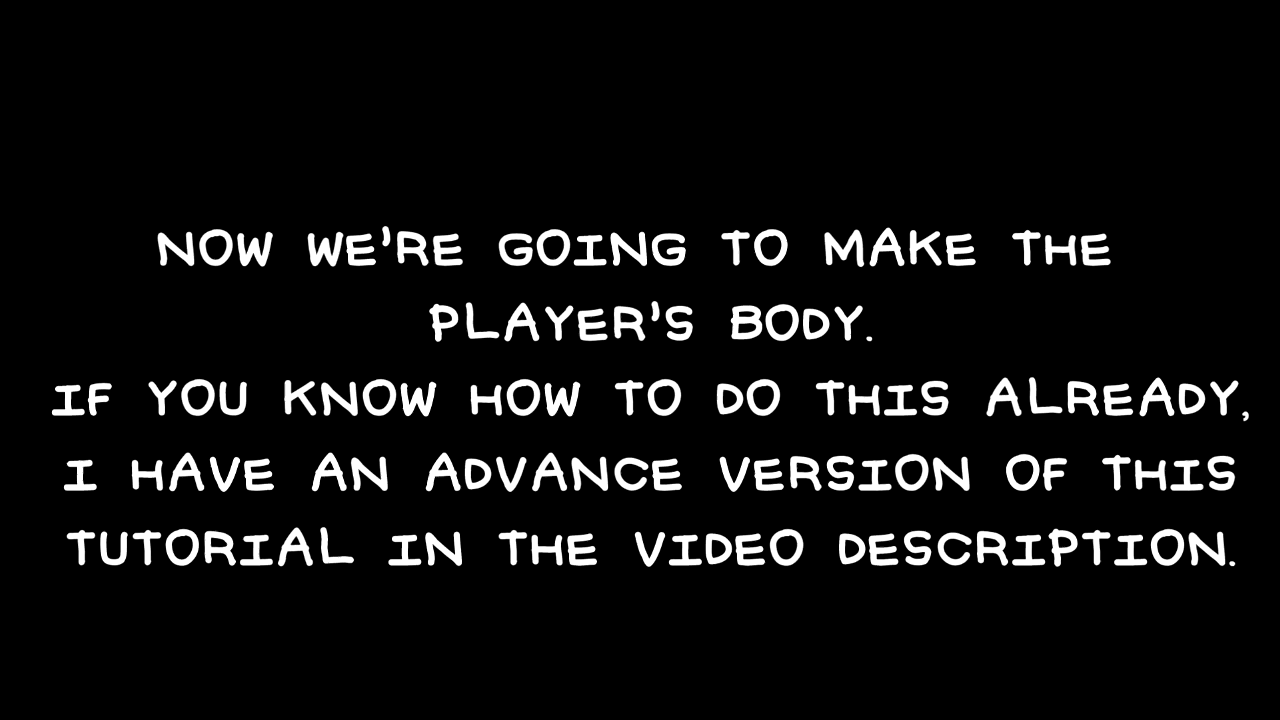 NOW WE'RE GOING TO MAKE THE
PLAYER'S BODY.
IF YOU KNOW HOW TO DO THIS ALREADY,
I HAVE AN ADVANCE VERSION OF THIS
TUTORIAL IN THE VIDEO DESCRIPTION.